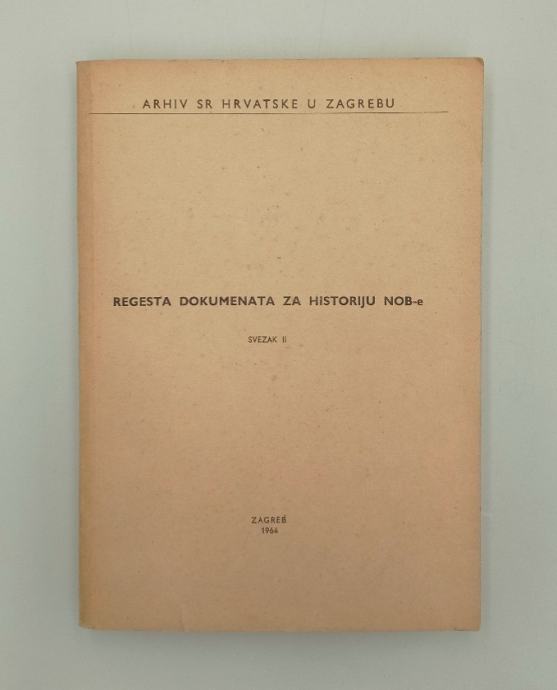 ARHIV SR HRVATSKE U ZAGREBU
REGESTA DOKUMENATA ZA HISTORIJU NOB-e
SVEZAK II
ZAGREB
1964